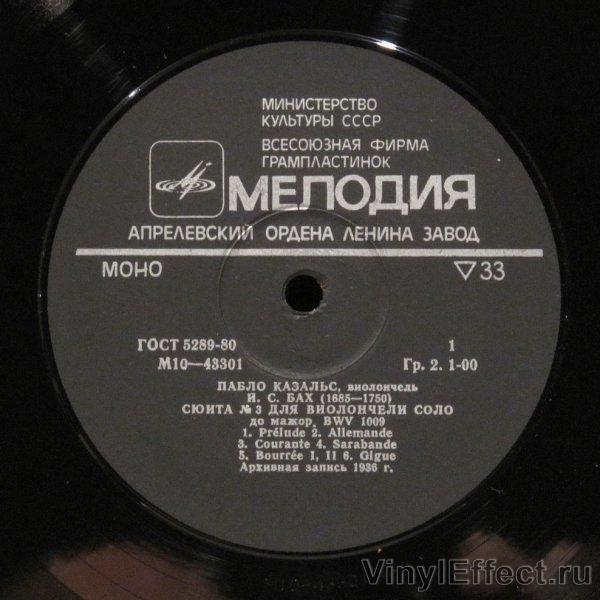 МИНИСТЕРСТВО
КУЛЬТУРЫ СССР
ВСЕСОЮЗНАЯ ФИРМА
ГРАМПЛАСТИНОК
МЕЛОДИЯ
АПРЕЛЕВСКИЙ ОРДЕНА ЛЕНИНА ЗАВОД
МОНО ▽33
ГОСТ 5289-80 1
М10—43301 Гр. 2. 1-00
ПАБЛО КАЗАЛЬС, виолончель
И. С. БАХ (1685—1750)
СЮИТА № 3 ДЛЯ ВИОЛОНЧЕЛИ СОЛО
до мажор, BWV 1009
1. Prélude 2. Allemande
3. Courante 4. Sarabande
5. Bourrée I, II 6. Gigue
Архивная запись 1936 г.
VinylEffect.ru